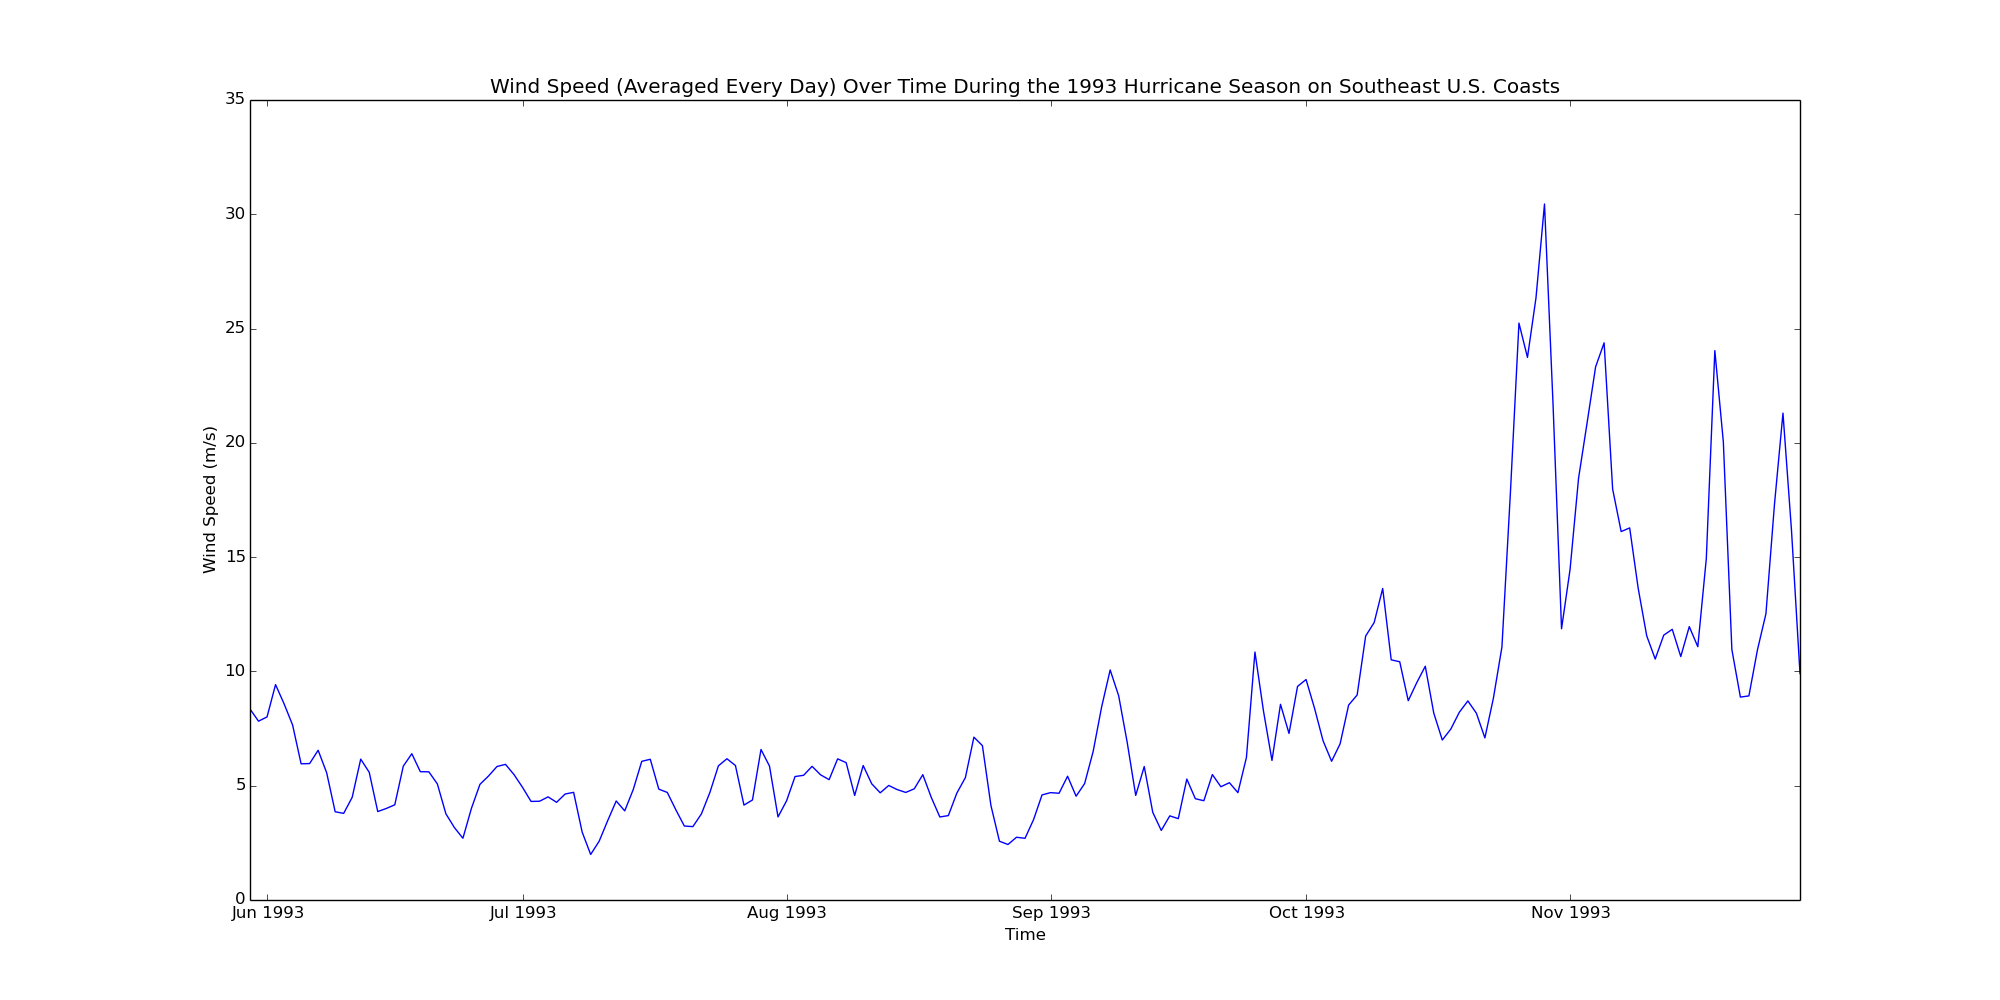 Wind Speed (Averaged Every Day) Over Time During the 1993 Hurricane Season on Southeast U.S. Coasts
35
30
25
20
15
10
5
0
Wind Speed (m/s)
Jun 1993 Jul 1993 Aug 1993 Sep 1993 Oct 1993 Nov 1993
Time